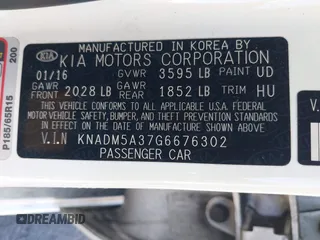 MANUFACTURED IN KOREA BY
KIA KIA MOTORS CORPORATION
01/16 GVWR 3595 LB PAINT UD
GAWR FRONT 2028 LB GAWR REAR 1852 LB TRIM HU
THIS VEHICLE CONFORMS TO ALL APPLICABLE U.S.A. FEDERAL
MOTOR VEHICLE SAFETY, BUMPER, AND THEFT PREVENTION
STANDARDS IN EFFECT ON THE DATE OF MANUFACTURE SHOWN ABOVE.
V.I.N KNADM5A37G6676302
PASSENGER CAR
P185/65R15
200
DREAMBID